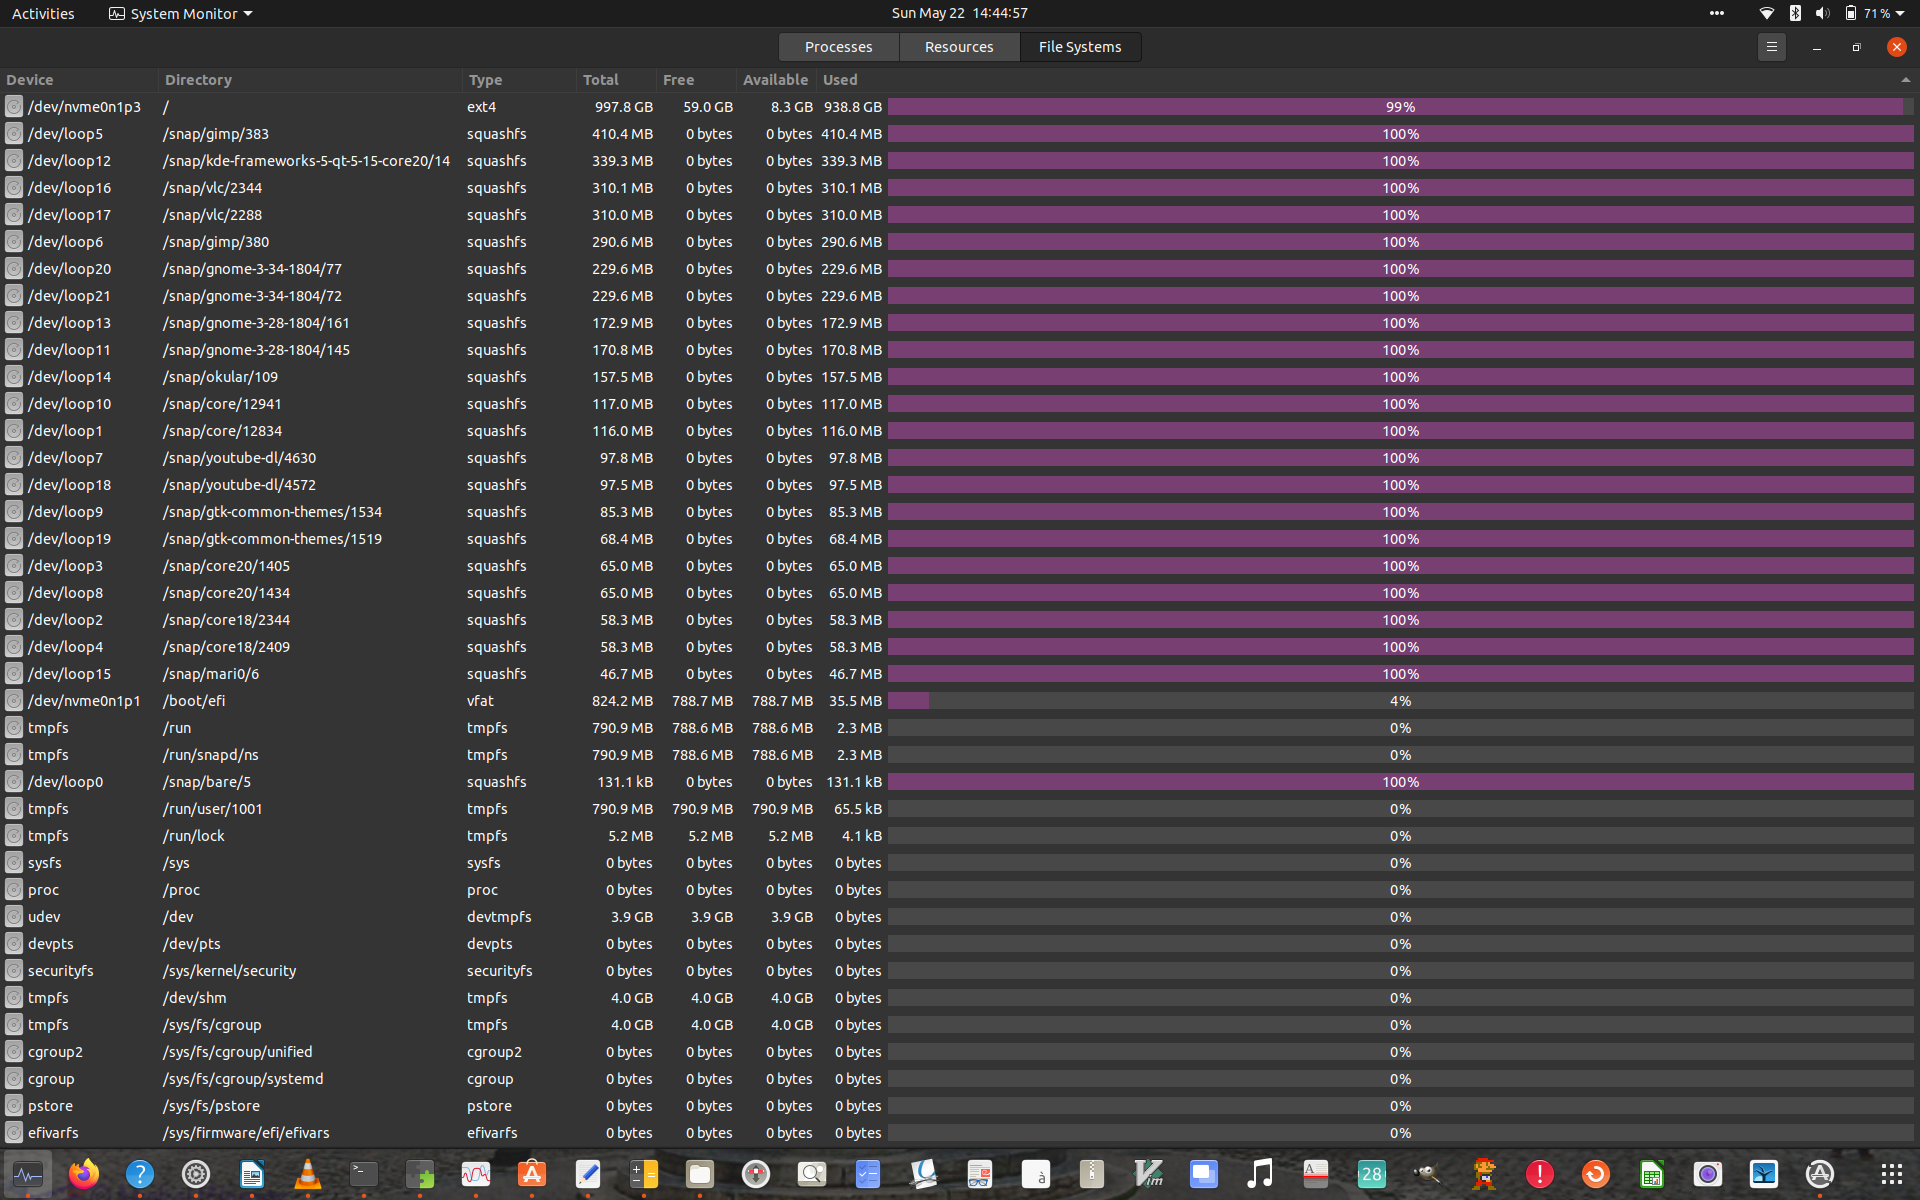 Activities System Monitor Sun May 22 14:44:57 71 %
Processes Resources File Systems
Device Directory Type Total Free Available Used
/dev/nvme0n1p3 / ext4 997.8 GB 59.0 GB 8.3 GB 938.8 GB 99%
/dev/loop5 /snap/gimp/383 squashfs 410.4 MB 0 bytes 0 bytes 410.4 MB 100%
/dev/loop12 /snap/kde-frameworks-5-qt-5-15-core20/14 squashfs 339.3 MB 0 bytes 0 bytes 339.3 MB 100%
/dev/loop16 /snap/vlc/2344 squashfs 310.1 MB 0 bytes 0 bytes 310.1 MB 100%
/dev/loop17 /snap/vlc/2288 squashfs 310.0 MB 0 bytes 0 bytes 310.0 MB 100%
/dev/loop6 /snap/gimp/380 squashfs 290.6 MB 0 bytes 0 bytes 290.6 MB 100%
/dev/loop20 /snap/gnome-3-34-1804/77 squashfs 229.6 MB 0 bytes 0 bytes 229.6 MB 100%
/dev/loop21 /snap/gnome-3-34-1804/72 squashfs 229.6 MB 0 bytes 0 bytes 229.6 MB 100%
/dev/loop13 /snap/gnome-3-28-1804/161 squashfs 172.9 MB 0 bytes 0 bytes 172.9 MB 100%
/dev/loop11 /snap/gnome-3-28-1804/145 squashfs 170.8 MB 0 bytes 0 bytes 170.8 MB 100%
/dev/loop14 /snap/okular/109 squashfs 157.5 MB 0 bytes 0 bytes 157.5 MB 100%
/dev/loop10 /snap/core/12941 squashfs 117.0 MB 0 bytes 0 bytes 117.0 MB 100%
/dev/loop1 /snap/core/12834 squashfs 116.0 MB 0 bytes 0 bytes 116.0 MB 100%
/dev/loop7 /snap/youtube-dl/4630 squashfs 97.8 MB 0 bytes 0 bytes 97.8 MB 100%
/dev/loop18 /snap/youtube-dl/4572 squashfs 97.5 MB 0 bytes 0 bytes 97.5 MB 100%
/dev/loop9 /snap/gtk-common-themes/1534 squashfs 85.3 MB 0 bytes 0 bytes 85.3 MB 100%
/dev/loop19 /snap/gtk-common-themes/1519 squashfs 68.4 MB 0 bytes 0 bytes 68.4 MB 100%
/dev/loop3 /snap/core20/1405 squashfs 65.0 MB 0 bytes 0 bytes 65.0 MB 100%
/dev/loop8 /snap/core20/1434 squashfs 65.0 MB 0 bytes 0 bytes 65.0 MB 100%
/dev/loop2 /snap/core18/2344 squashfs 58.3 MB 0 bytes 0 bytes 58.3 MB 100%
/dev/loop4 /snap/core18/2409 squashfs 58.3 MB 0 bytes 0 bytes 58.3 MB 100%
/dev/loop15 /snap/mari0/6 squashfs 46.7 MB 0 bytes 0 bytes 46.7 MB 100%
/dev/nvme0n1p1 /boot/efi vfat 824.2 MB 788.7 MB 788.7 MB 35.5 MB 4%
tmpfs /run tmpfs 790.9 MB 788.6 MB 788.6 MB 2.3 MB 0%
tmpfs /run/snapd/ns tmpfs 790.9 MB 788.6 MB 788.6 MB 2.3 MB 0%
/dev/loop0 /snap/bare/5 squashfs 131.1 kB 0 bytes 0 bytes 131.1 kB 100%
tmpfs /run/user/1001 tmpfs 790.9 MB 790.9 MB 790.9 MB 65.5 kB 0%
tmpfs /run/lock tmpfs 5.2 MB 5.2 MB 5.2 MB 4.1 kB 0%
sysfs /sys sysfs 0 bytes 0 bytes 0 bytes 0 bytes 0%
proc /proc proc 0 bytes 0 bytes 0 bytes 0 bytes 0%
udev /dev devtmpfs 3.9 GB 3.9 GB 3.9 GB 0 bytes 0%
devpts /dev/pts devpts 0 bytes 0 bytes 0 bytes 0 bytes 0%
securityfs /sys/kernel/security securityfs 0 bytes 0 bytes 0 bytes 0 bytes 0%
tmpfs /dev/shm tmpfs 4.0 GB 4.0 GB 4.0 GB 0 bytes 0%
tmpfs /sys/fs/cgroup tmpfs 4.0 GB 4.0 GB 4.0 GB 0 bytes 0%
cgroup2 /sys/fs/cgroup/unified cgroup2 0 bytes 0 bytes 0 bytes 0 bytes 0%
cgroup /sys/fs/cgroup/systemd cgroup 0 bytes 0 bytes 0 bytes 0 bytes 0%
pstore /sys/fs/pstore pstore 0 bytes 0 bytes 0 bytes 0 bytes 0%
efivarfs /sys/firmware/efi/efivars efivarfs 0 bytes 0 bytes 0 bytes 0 bytes 0%
à Vim 28